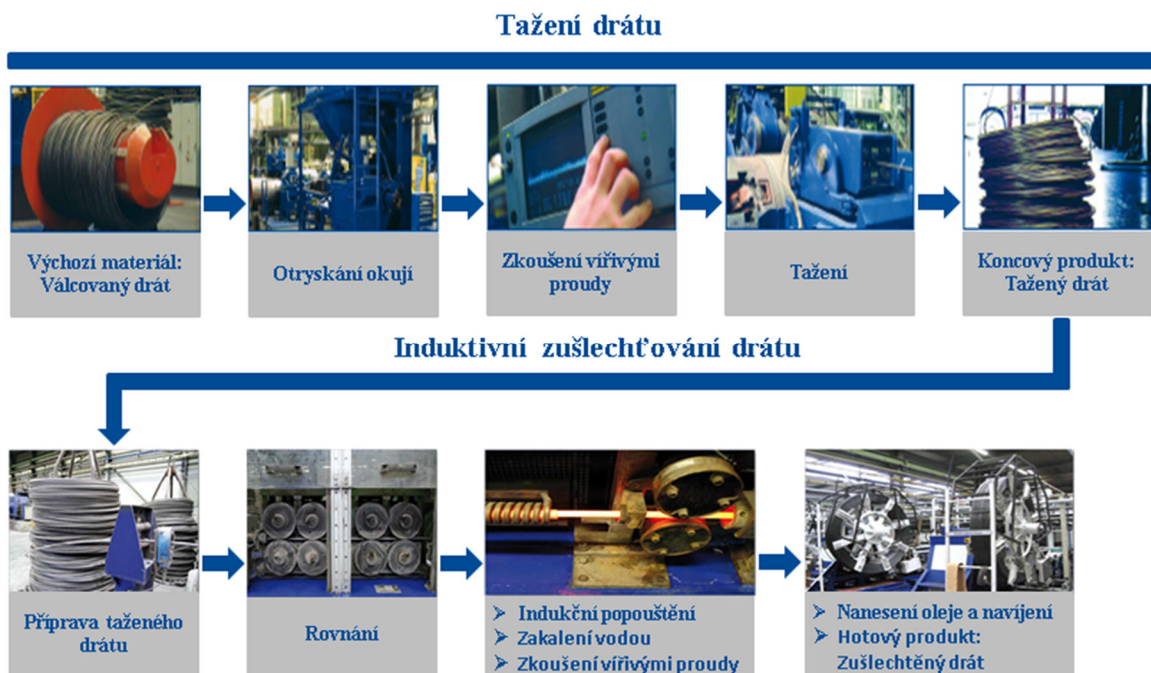 Tažení drátu
Výchozí materiál:
Válcovaný drát
Otryskání okují
Zkoušení vířivými
proudy
Tažení
Koncový produkt:
Tažený drát
Induktivní zušlechťování drátu
Příprava taženého
drátu
Rovnání
➢ Indukční popouštění
➢ Zakalení vodou
➢ Zkoušení vířivými proudy
➢ Nanesení oleje a navíjení
➢ Hotový produkt:
Zušlechtěný drát